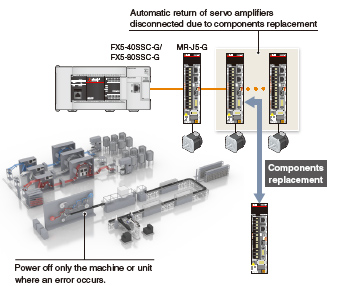 Automatic return of servo amplifiers
disconnected due to components replacement
FX5-40SSC-G/
FX5-80SSC-G
MR-J5-G
Components
replacement
Power off only the machine or unit
where an error occurs.